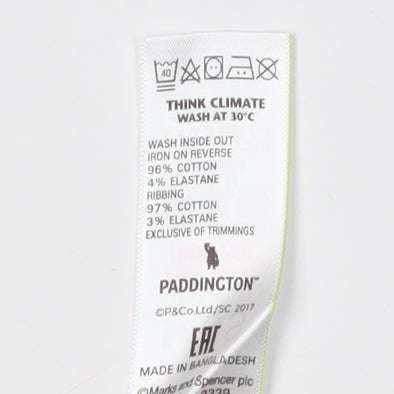 40
THINK CLIMATE
WASH AT 30°C
WASH INSIDE OUT
IRON ON REVERSE
96% COTTON
4% ELASTANE
RIBBING
97% COTTON
3% ELASTANE
EXCLUSIVE OF TRIMMINGS
PADDINGTON™
©P&Co.Ltd/SC 2017
EAC
MADE IN BANGLADESH
©Marks and Spencer plc
3339